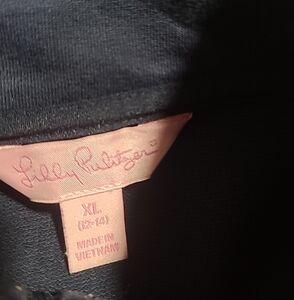 Lilly Pulitzer®
XL
(12-14)
MADE IN
VIETNAM